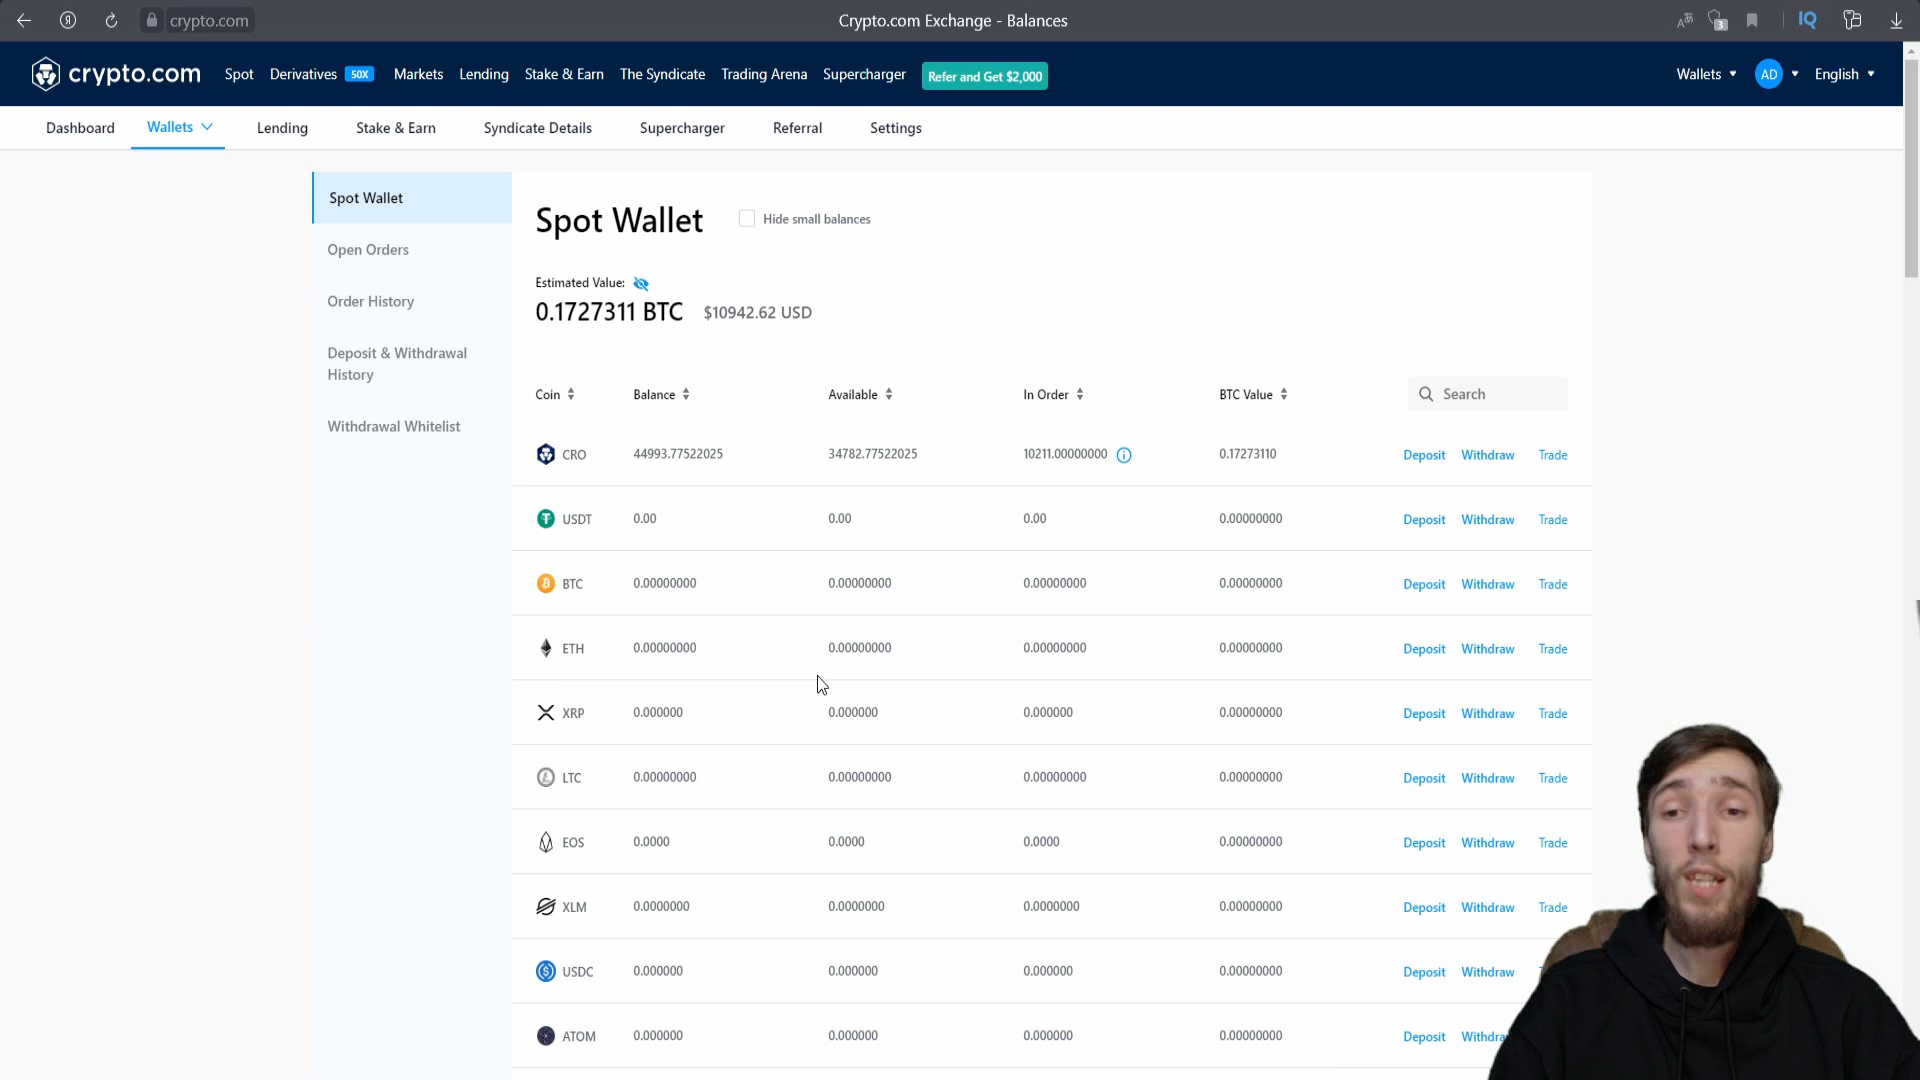 crypto.com
Crypto.com Exchange - Balances
3
IQ
crypto.com
Spot
Derivatives 50X
Markets
Lending
Stake & Earn
The Syndicate
Trading Arena
Supercharger
Refer and Get $2,000
Wallets
AD
English
Dashboard
Wallets
Lending
Stake & Earn
Syndicate Details
Supercharger
Referral
Settings
Spot Wallet
Open Orders
Order History
Deposit & Withdrawal
History
Withdrawal Whitelist
Spot Wallet
Hide small balances
Estimated Value:
0.1727311 BTC $10942.62 USD
Coin Balance Available In Order BTC Value Search
CRO 44993.77522025 34782.77522025 10211.00000000 0.17273110 Deposit Withdraw Trade
USDT 0.00 0.00 0.00 0.00000000 Deposit Withdraw Trade
BTC 0.00000000 0.00000000 0.00000000 0.00000000 Deposit Withdraw Trade
ETH 0.00000000 0.00000000 0.00000000 0.00000000 Deposit Withdraw Trade
XRP 0.000000 0.000000 0.000000 0.00000000 Deposit Withdraw Trade
LTC 0.00000000 0.00000000 0.00000000 0.00000000 Deposit Withdraw Trade
EOS 0.0000 0.0000 0.0000 0.00000000 Deposit Withdraw Trade
XLM 0.0000000 0.0000000 0.0000000 0.00000000 Deposit Withdraw Trade
USDC 0.000000 0.000000 0.000000 0.00000000 Deposit Withdraw
ATOM 0.000000 0.000000 0.000000 0.00000000 Deposit